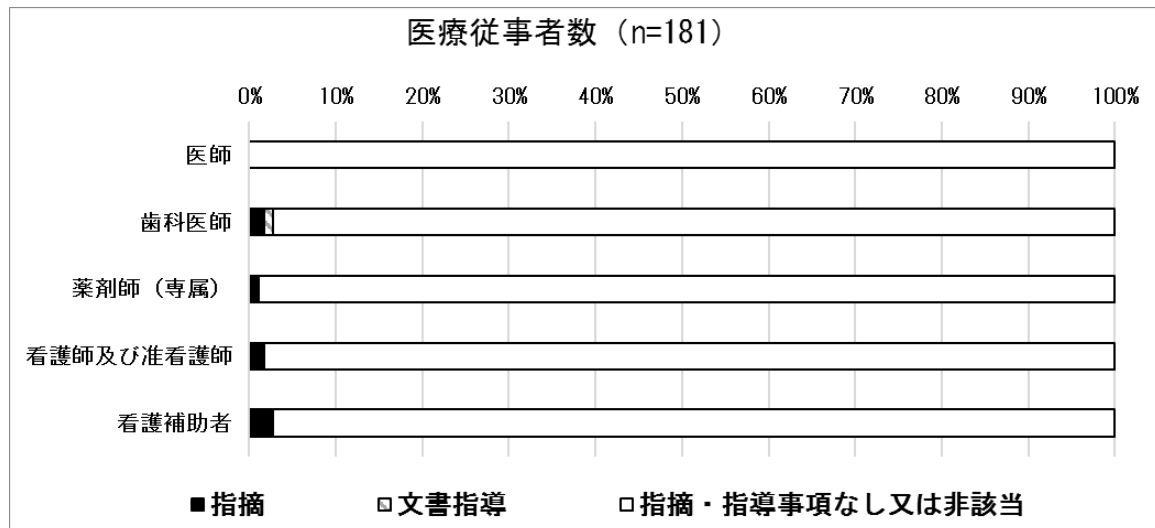 医療従事者数（n=181）
0% 10% 20% 30% 40% 50% 60% 70% 80% 90% 100%
医師
歯科医師
薬剤師（専属）
看護師及び准看護師
看護補助者
指摘 文書指導 指摘・指導事項なし又は非該当